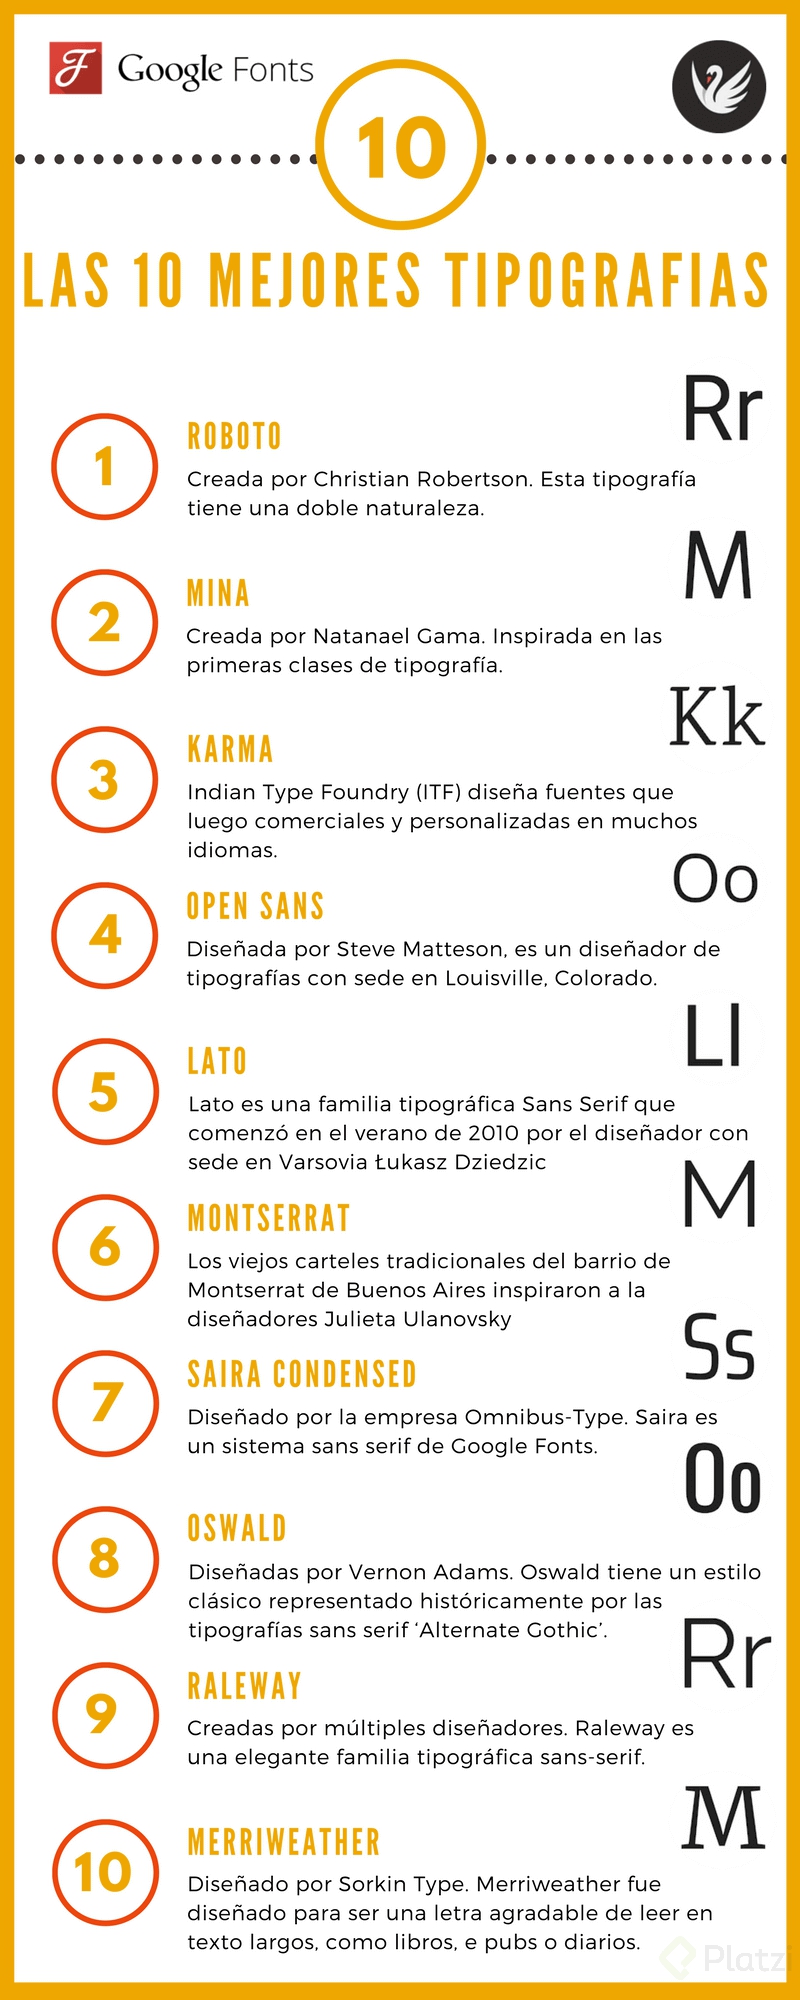 Google Fonts
10
LAS 10 MEJORES TIPOGRAFIAS
Rr
1
ROBOTO
Creada por Christian Robertson. Esta tipografía
tiene una doble naturaleza.
M
2
MINA
Creada por Natanael Gama. Inspirada en las
primeras clases de tipografía.
Kk
3
KARMA
Indian Type Foundry (ITF) diseña fuentes que
luego comerciales y personalizadas en muchos
idiomas.
Oo
4
OPEN SANS
Diseñada por Steve Matteson, es un diseñador de
tipografías con sede en Louisville, Colorado.
Ll
5
LATO
Lato es una familia tipográfica Sans Serif que
comenzó en el verano de 2010 por el diseñador con
sede en Varsovia Łukasz Dziedzic
M
6
MONTSERRAT
Los viejos carteles tradicionales del barrio de
Montserrat de Buenos Aires inspiraron a la
diseñadores Julieta Ulanovsky
Ss
7
SAIRA CONDENSED
Diseñado por la empresa Omnibus-Type. Saira es
un sistema sans serif de Google Fonts.
Oo
8
OSWALD
Diseñadas por Vernon Adams. Oswald tiene un estilo
clásico representado históricamente por las
tipografías sans serif ‘Alternate Gothic’.
Rr
9
RALEWAY
Creadas por múltiples diseñadores. Raleway es
una elegante familia tipográfica sans-serif.
M
10
MERRIWEATHER
Diseñado por Sorkin Type. Merriweather fue
diseñado para ser una letra agradable de leer en
texto largos, como libros, e pubs o diarios.
Platzi